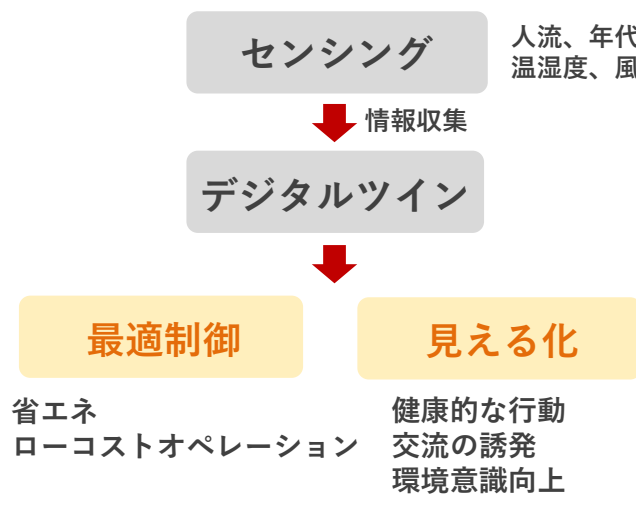 センシング
人流、年代
温湿度、風
情報収集
デジタルツイン
最適制御
見える化
省エネ
ローコストオペレーション
健康的な行動
交流の誘発
環境意識向上